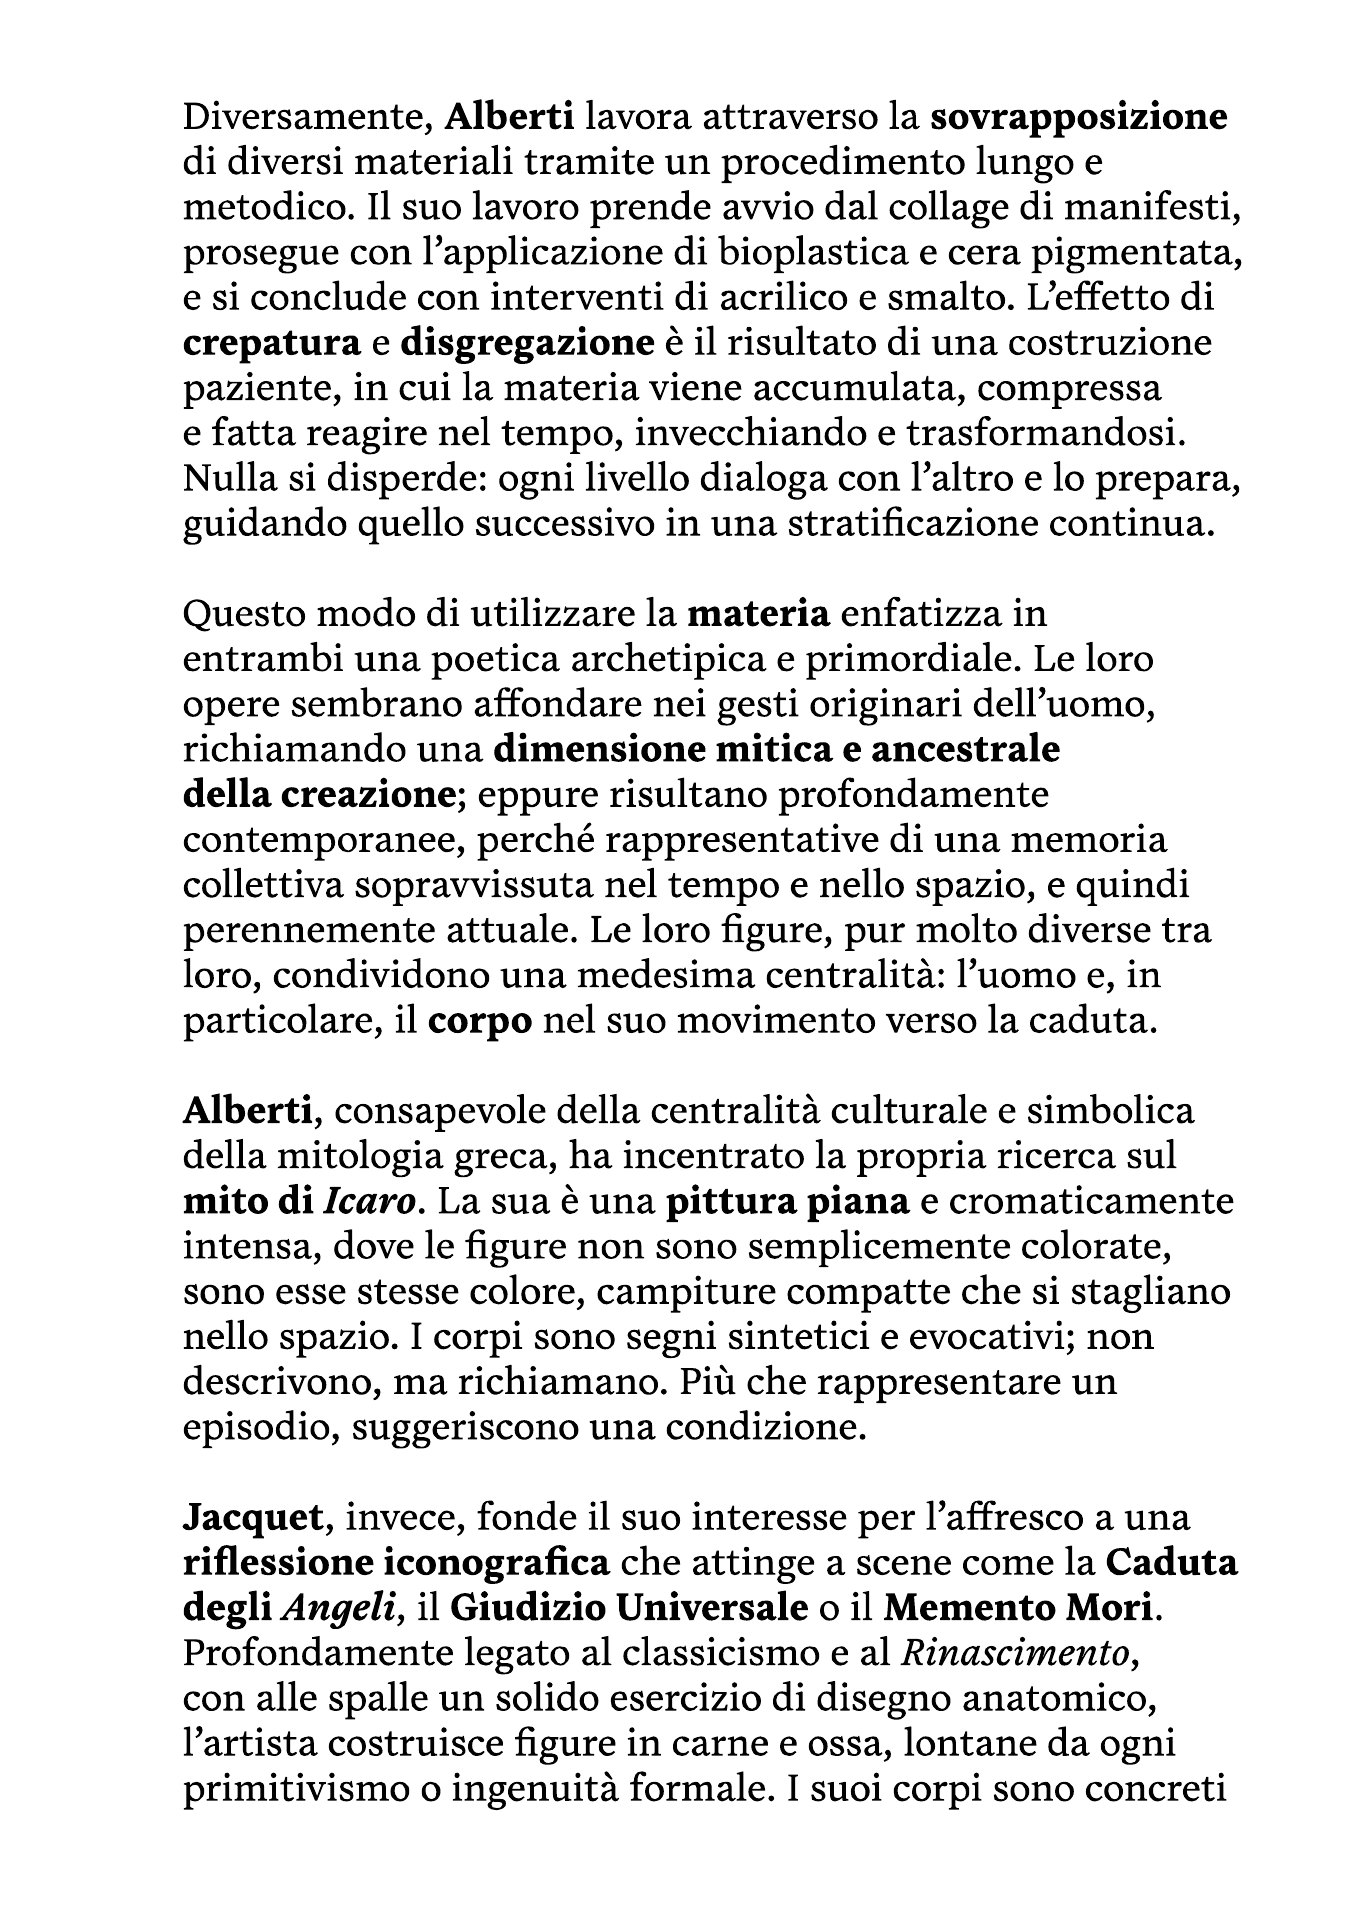 Diversamente, Alberti lavora attraverso la sovrapposizione
di diversi materiali tramite un procedimento lungo e
metodico. Il suo lavoro prende avvio dal collage di manifesti,
prosegue con l’applicazione di bioplastica e cera pigmentata,
e si conclude con interventi di acrilico e smalto. L’effetto di
crepatura e disgregazione è il risultato di una costruzione
paziente, in cui la materia viene accumulata, compressa
e fatta reagire nel tempo, invecchiando e trasformandosi.
Nulla si disperde: ogni livello dialoga con l’altro e lo prepara,
guidando quello successivo in una stratificazione continua.

Questo modo di utilizzare la materia enfatizza in
entrambi una poetica archetipica e primordiale. Le loro
opere sembrano affondare nei gesti originari dell’uomo,
richiamando una dimensione mitica e ancestrale
della creazione; eppure risultano profondamente
contemporanee, perché rappresentative di una memoria
collettiva sopravvissuta nel tempo e nello spazio, e quindi
perennemente attuale. Le loro figure, pur molto diverse tra
loro, condividono una medesima centralità: l’uomo e, in
particolare, il corpo nel suo movimento verso la caduta.

Alberti, consapevole della centralità culturale e simbolica
della mitologia greca, ha incentrato la propria ricerca sul
mito di Icaro. La sua è una pittura piana e cromaticamente
intensa, dove le figure non sono semplicemente colorate,
sono esse stesse colore, campiture compatte che si stagliano
nello spazio. I corpi sono segni sintetici e evocativi; non
descrivono, ma richiamano. Più che rappresentare un
episodio, suggeriscono una condizione.

Jacquet, invece, fonde il suo interesse per l’affresco a una
riflessione iconografica che attinge a scene come la Caduta
degli Angeli, il Giudizio Universale o il Memento Mori.
Profondamente legato al classicismo e al Rinascimento,
con alle spalle un solido esercizio di disegno anatomico,
l’artista costruisce figure in carne e ossa, lontane da ogni
primitivismo o ingenuità formale. I suoi corpi sono concreti